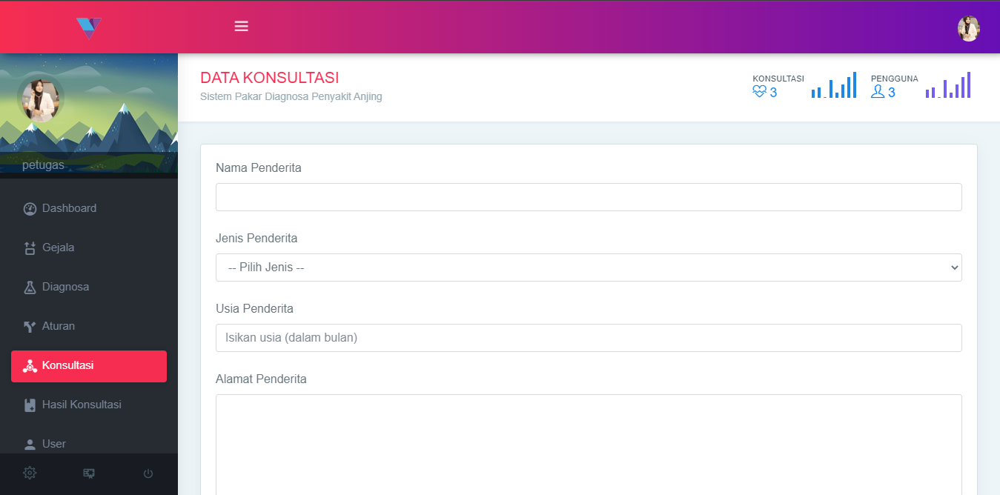 DATA KONSULTASI
Sistem Pakar Diagnosa Penyakit Anjing
KONSULTASI
3
PENGGUNA
3
petugas
Dashboard
Gejala
Diagnosa
Aturan
Konsultasi
Hasil Konsultasi
User
Nama Penderita
Jenis Penderita
-- Pilih Jenis --
Usia Penderita
Isikan usia (dalam bulan)
Alamat Penderita